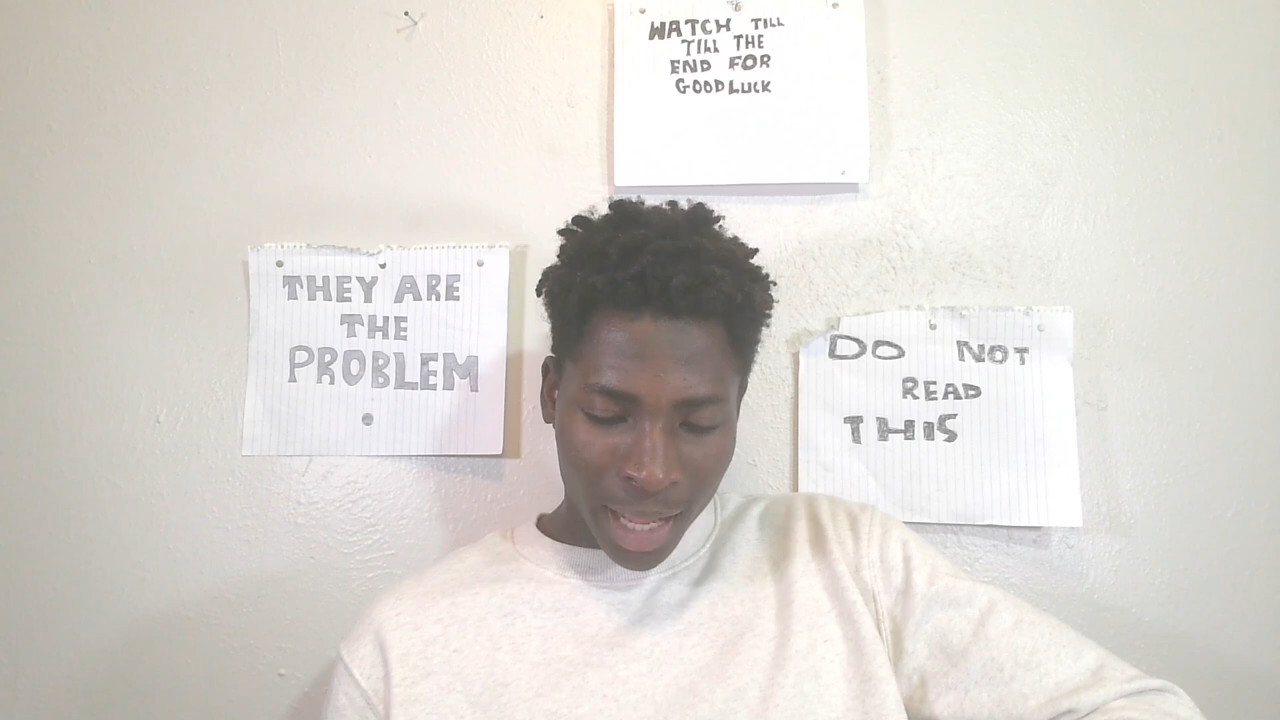 WATCH TILL
TILL THE
END FOR
GOODLUCK
THEY ARE
THE
PROBLEM
DO NOT
READ
THIS